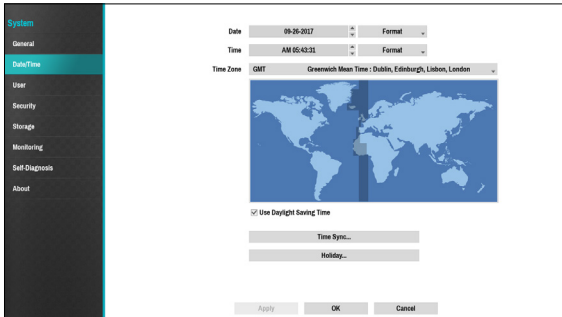 System
General
Date/Time
User
Security
Storage
Monitoring
Self-Diagnosis
About
Date 09-26-2017 Format
Time AM 05:43:31 Format
Time Zone GMT Greenwich Mean Time : Dublin, Edinburgh, Lisbon, London
Use Daylight Saving Time
Time Sync...
Holiday...
Apply OK Cancel